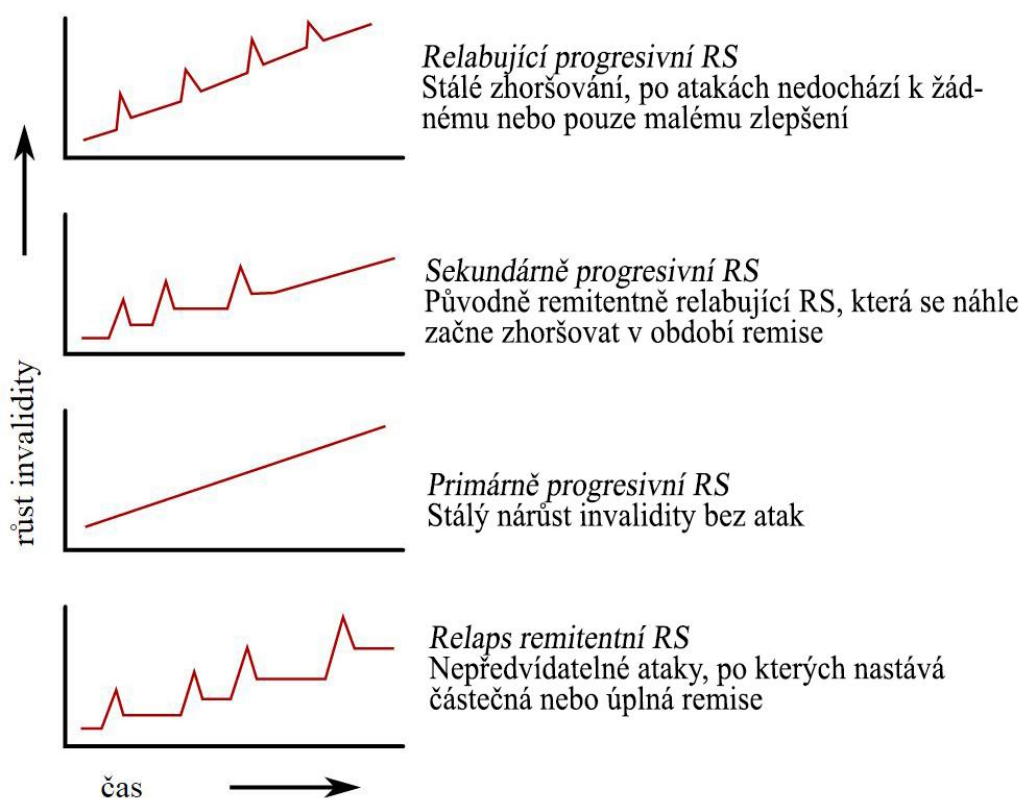 Relabující progresivní RS
Stálé zhoršování, po atakách nedochází k žád-
nému nebo pouze malému zlepšení
Sekundárně progresivní RS
Původně remitentně relabující RS, která se náhle
začne zhoršovat v období remise
růst invalidity
Primárně progresivní RS
Stálý nárůst invalidity bez atak
Relaps remitentní RS
Nepředvídatelné ataky, po kterých nastává
částečná nebo úplná remise
čas